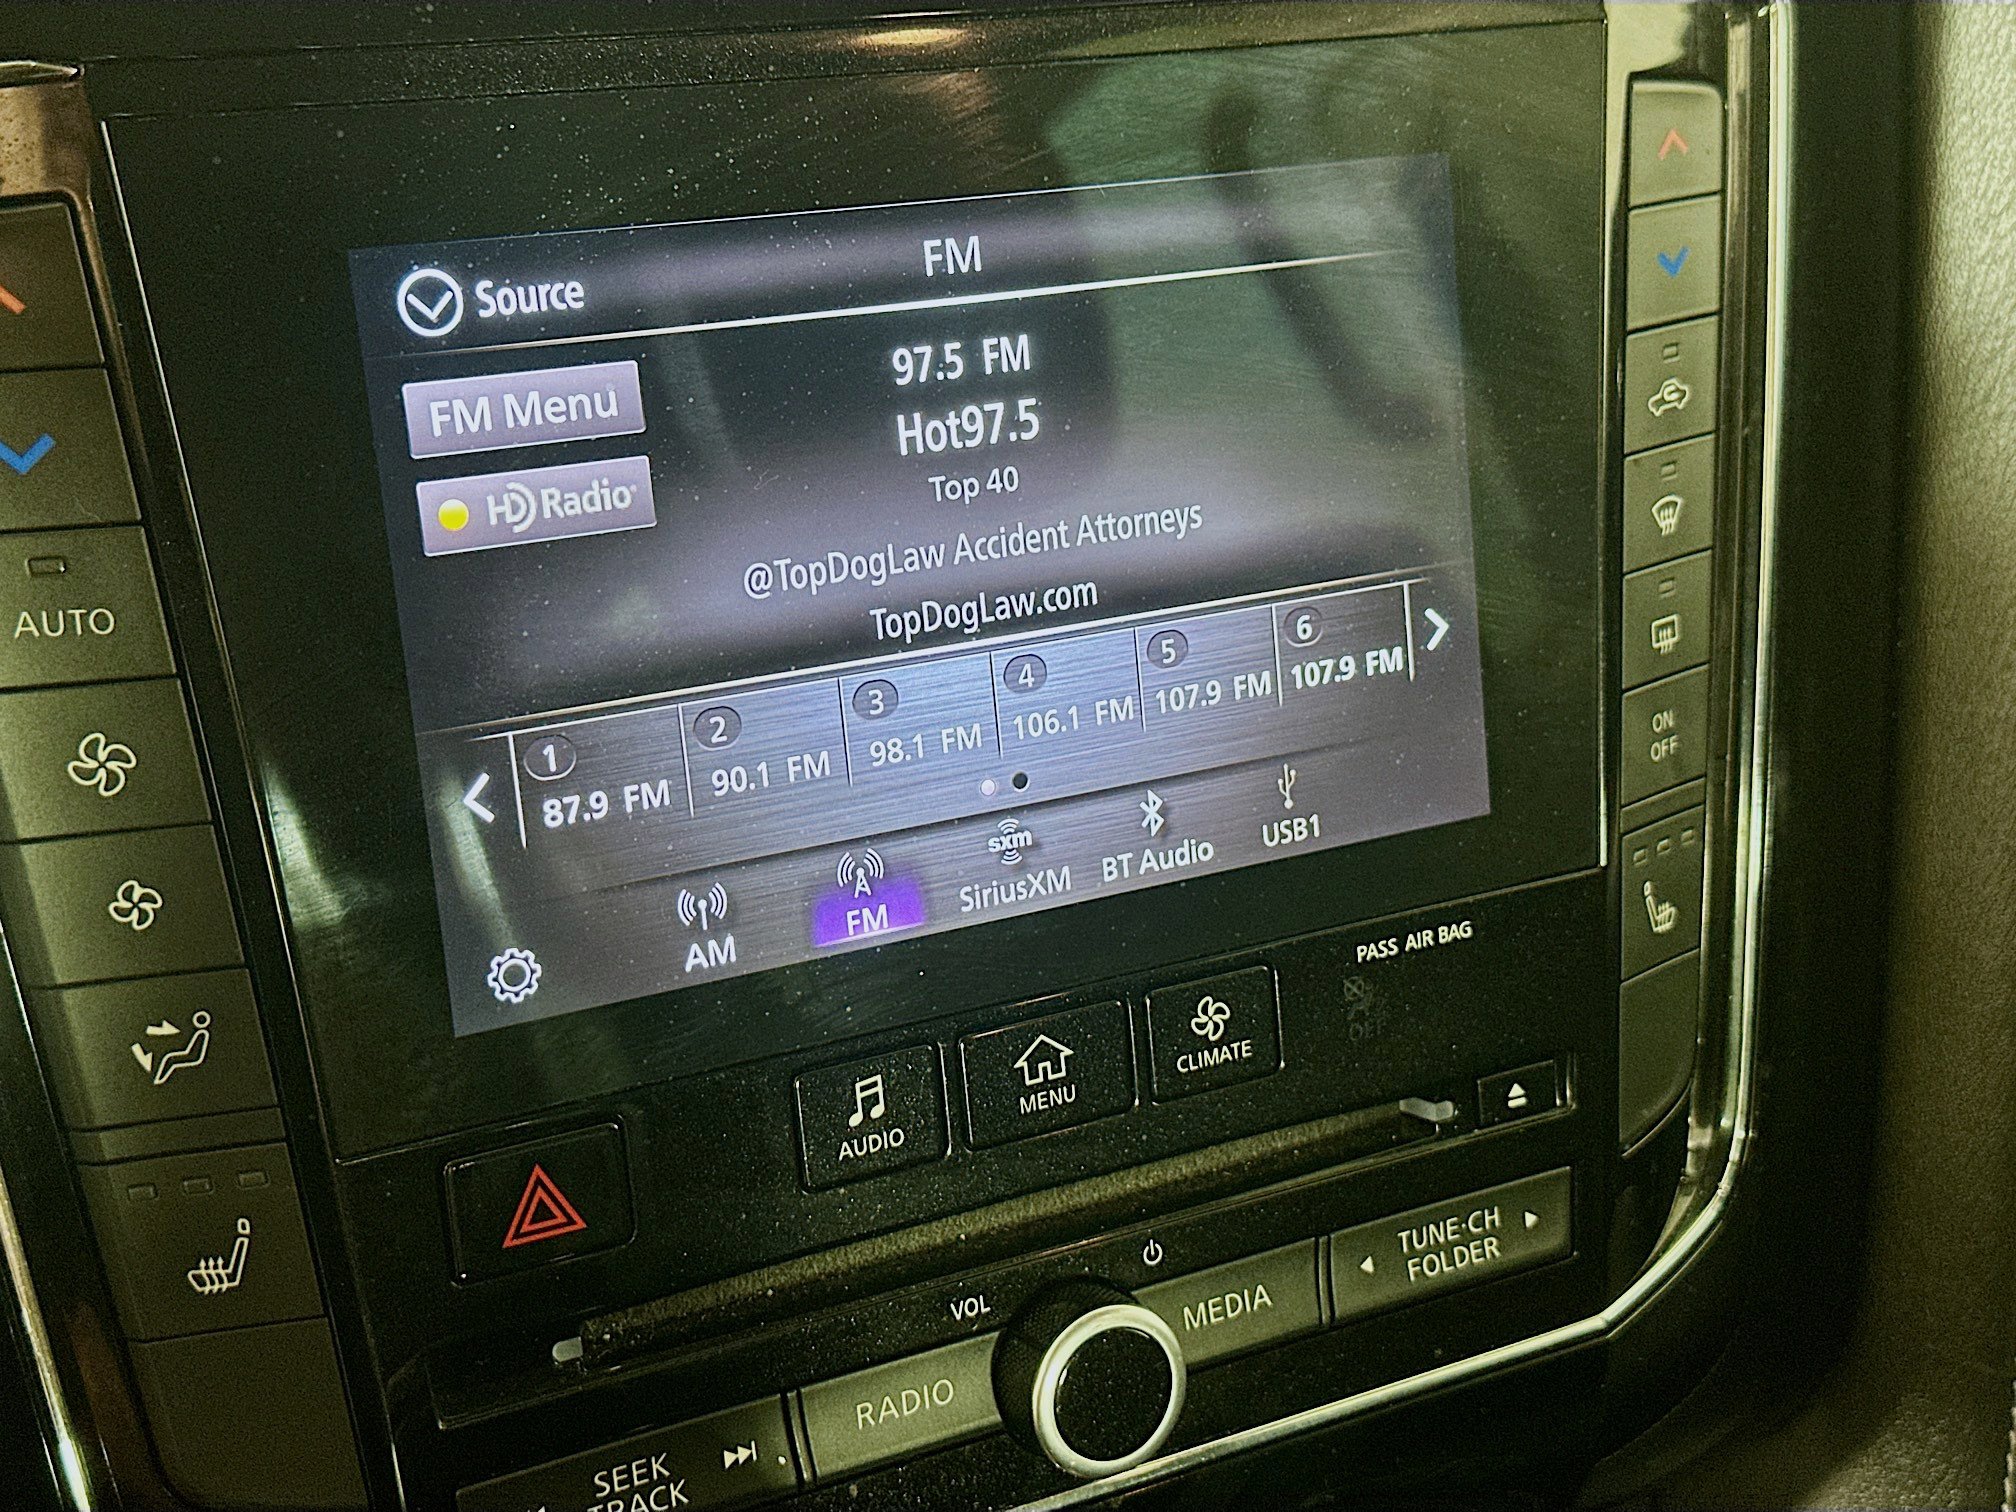 Source
FM
FM Menu
97.5 FM
Hot97.5
HD Radio
Top 40
@TopDogLaw Accident Attorneys
TopDogLaw.com
1
87.9 FM
2
90.1 FM
3
98.1 FM
4
106.1 FM
5
107.9 FM
6
107.9 FM
AM
FM
sxm
SiriusXM
BT Audio
USB1
AUTO
ON
OFF
PASS AIR BAG
OFF
AUDIO
MENU
CLIMATE
VOL
RADIO
MEDIA
TUNE·CH
FOLDER
SEEK
TRACK